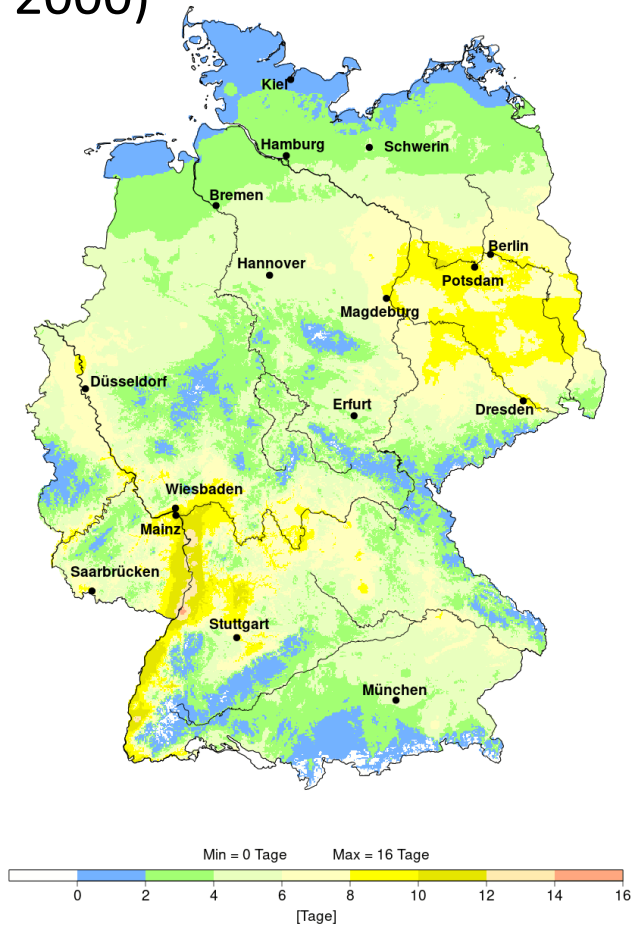 2000)
Kiel
Hamburg
Schwerin
Bremen
Berlin
Hannover
Potsdam
Magdeburg
Düsseldorf
Erfurt
Dresden
Wiesbaden
Mainz
Saarbrücken
Stuttgart
München
Min = 0 Tage Max = 16 Tage
0 2 4 6 8 10 12 14 16
[Tage]